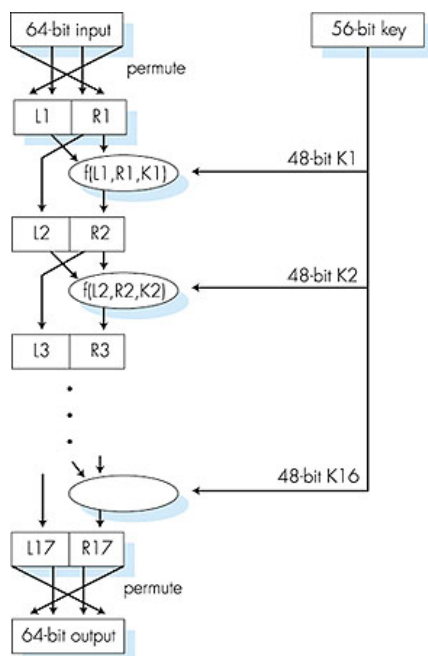 64-bit input
56-bit key
permute
L1 R1
48-bit K1
f(L1,R1,K1)
L2 R2
48-bit K2
f(L2,R2,K2)
L3 R3
48-bit K16
L17 R17
permute
64-bit output